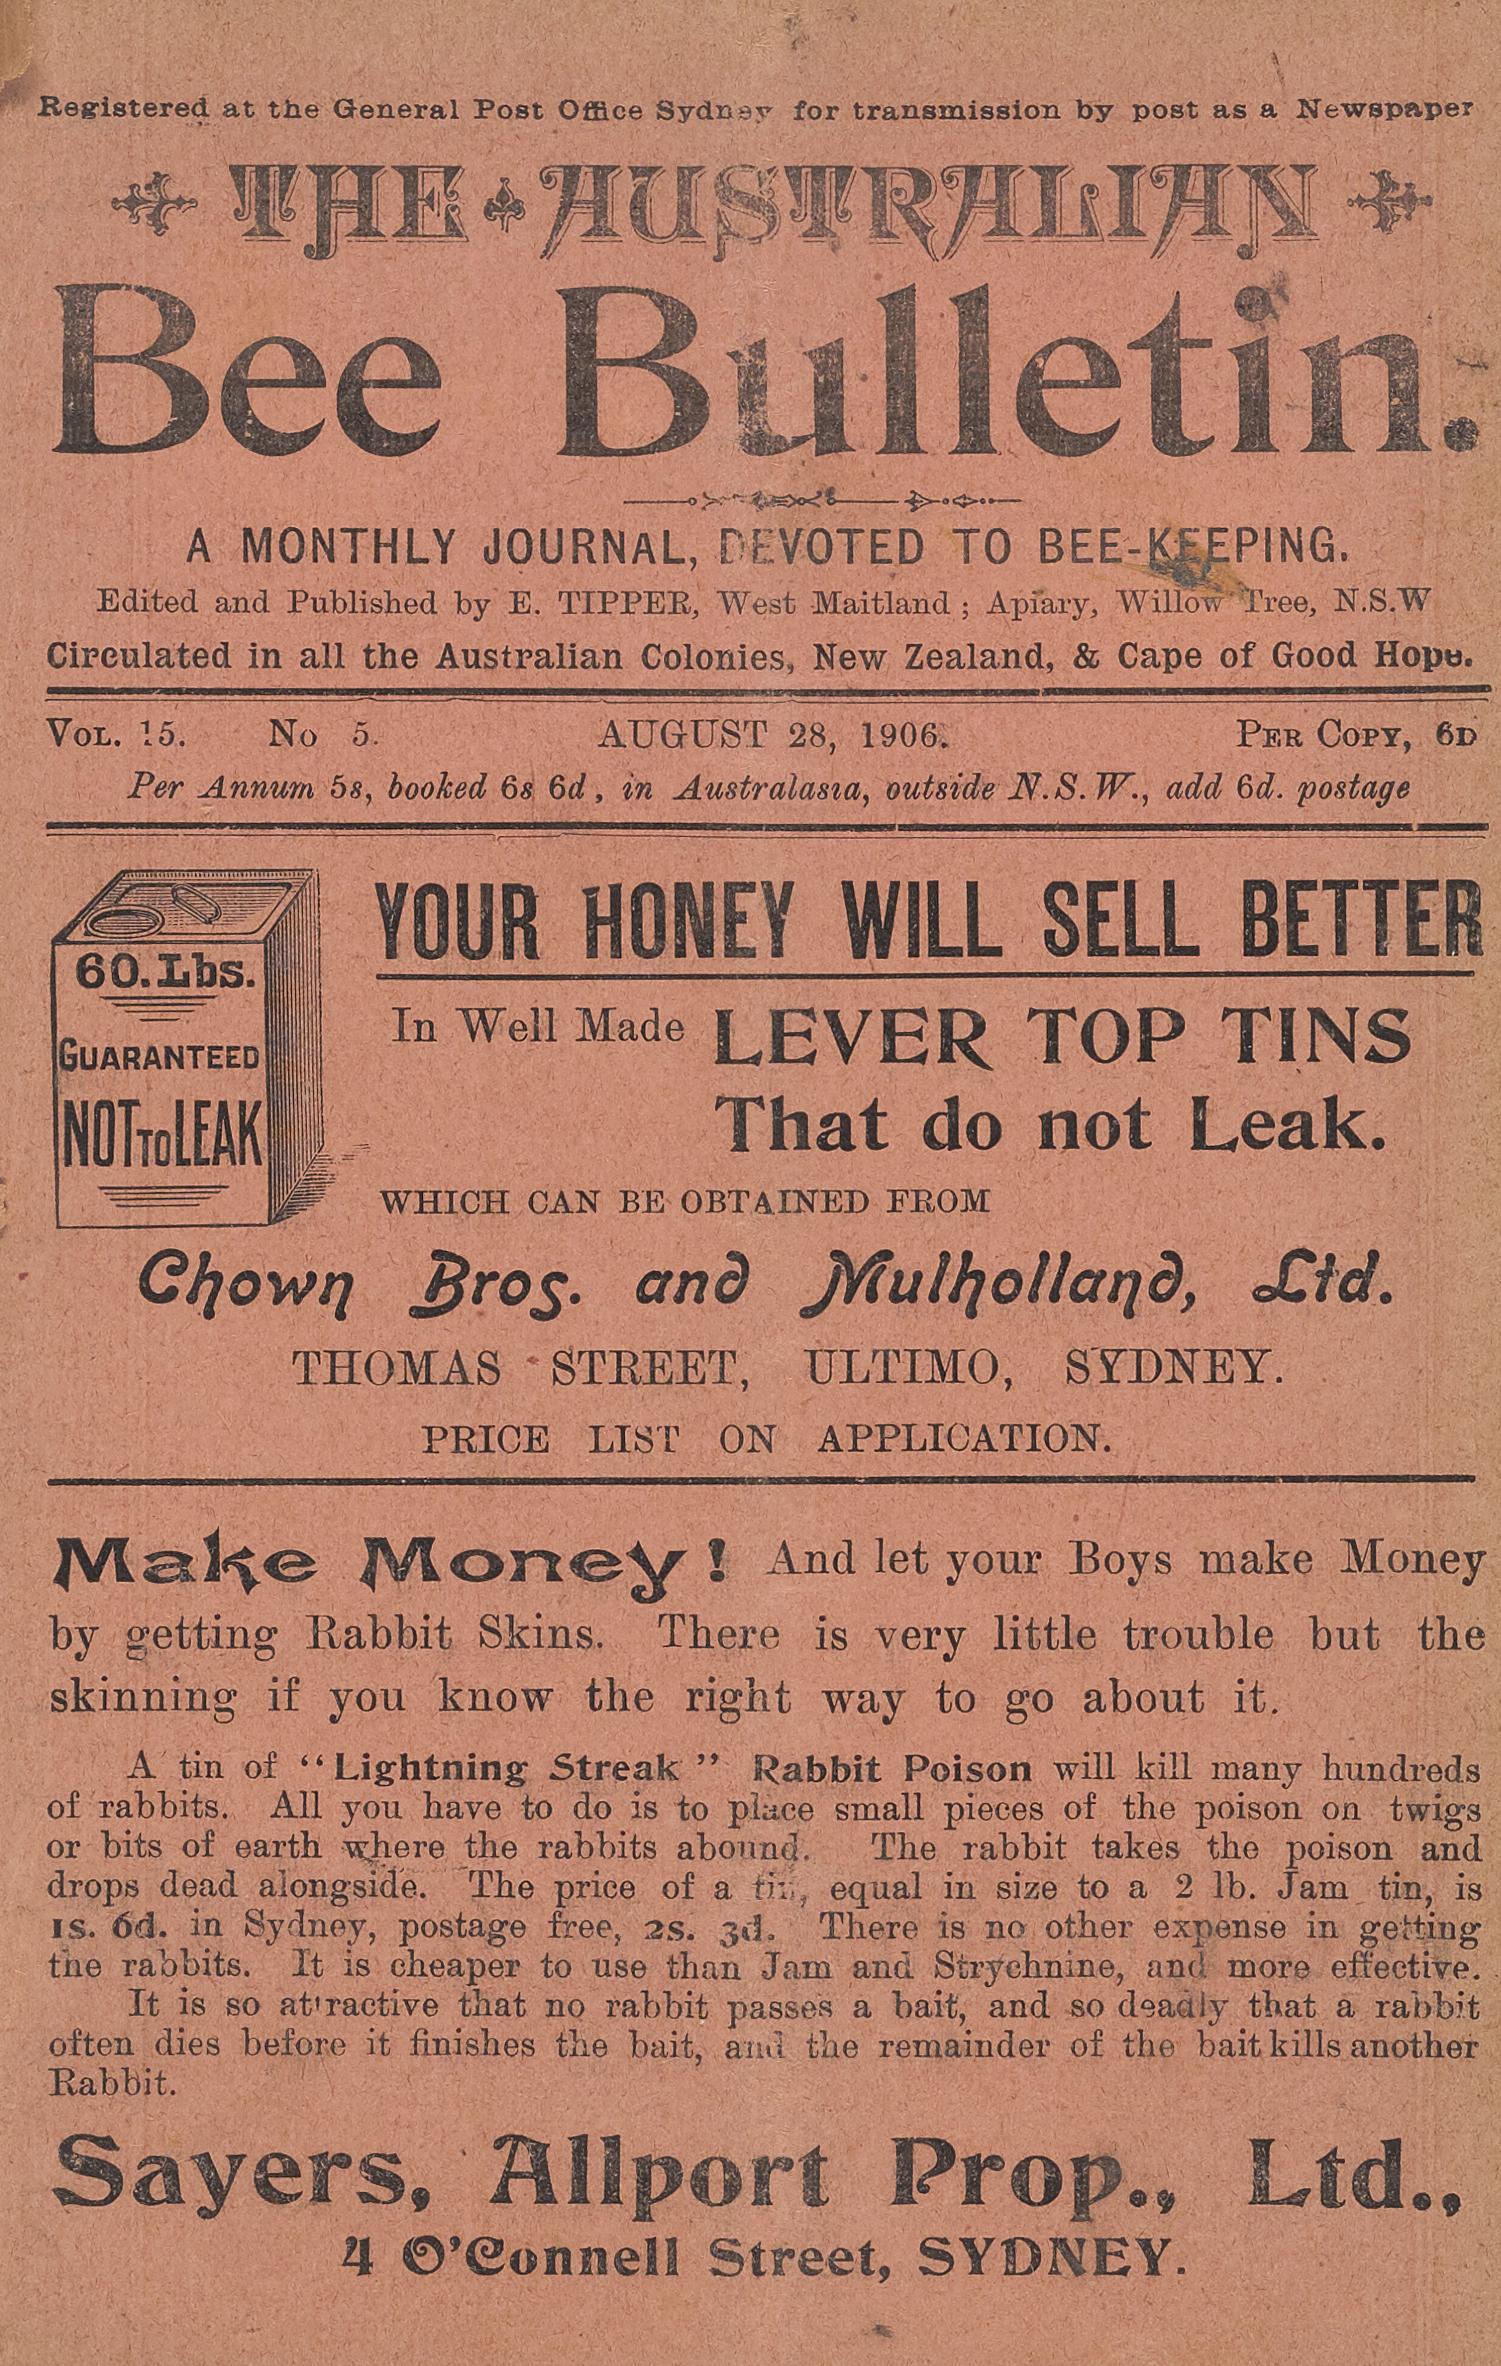 Registered at the General Post Office Sydney for transmission by post as a Newspaper
THE AUSTRALIAN
Bee Bulletin.
A MONTHLY JOURNAL, DEVOTED TO BEE-KEEPING.
Edited and Published by E. TIPPER, West Maitland ; Apiary, Willow Tree, N.S.W
Circulated in all the Australian Colonies, New Zealand, & Cape of Good Hope.
VOL. 15. No 5. AUGUST 28, 1906. PER COPY, 6D
Per Annum 5s, booked 6s 6d, in Australasia, outside N.S.W., add 6d. postage
60. Lbs.
GUARANTEED
NOT TO LEAK
YOUR HONEY WILL SELL BETTER
In Well Made LEVER TOP TINS
That do not Leak.
WHICH CAN BE OBTAINED FROM
Chown Bros. and Mulholland, Ltd.
THOMAS STREET, ULTIMO, SYDNEY.
PRICE LIST ON APPLICATION.
Make Money! And let your Boys make Money
by getting Rabbit Skins. There is very little trouble but the
skinning if you know the right way to go about it.
A tin of "Lightning Streak" Rabbit Poison will kill many hundreds
of rabbits. All you have to do is to place small pieces of the poison on twigs
or bits of earth where the rabbits abound. The rabbit takes the poison and
drops dead alongside. The price of a tin, equal in size to a 2 lb. Jam tin, is
1s. 6d. in Sydney, postage free, 2s. 3d. There is no other expense in getting
the rabbits. It is cheaper to use than Jam and Strychnine, and more effective.
It is so attractive that no rabbit passes a bait, and so deadly that a rabbit
often dies before it finishes the bait, and the remainder of the bait kills another
Rabbit.
Sayers, Allport Prop., Ltd.,
4 O'Connell Street, SYDNEY.